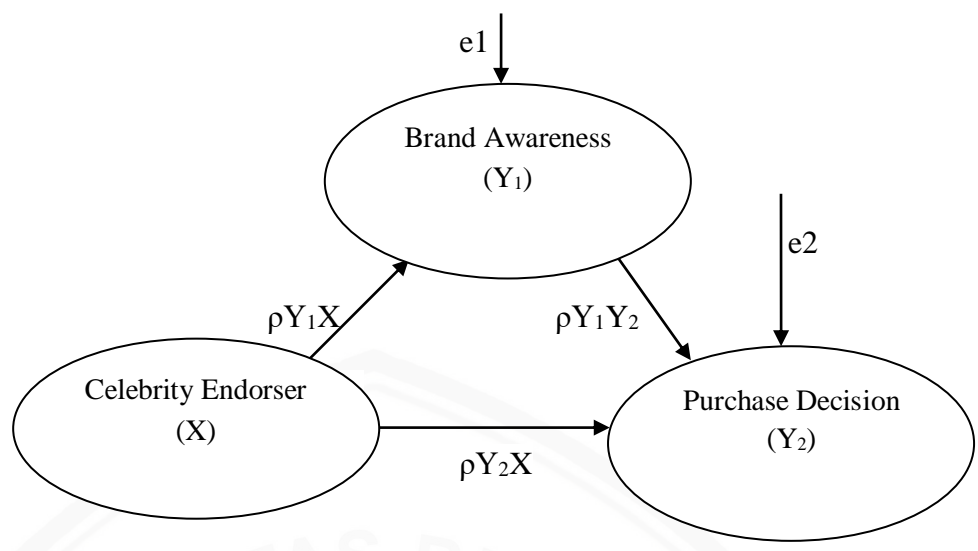 e1
Brand Awareness
(Y₁)
e2
ρY₁X
ρY₁Y₂
Celebrity Endorser
(X)
Purchase Decision
(Y₂)
ρY₂X